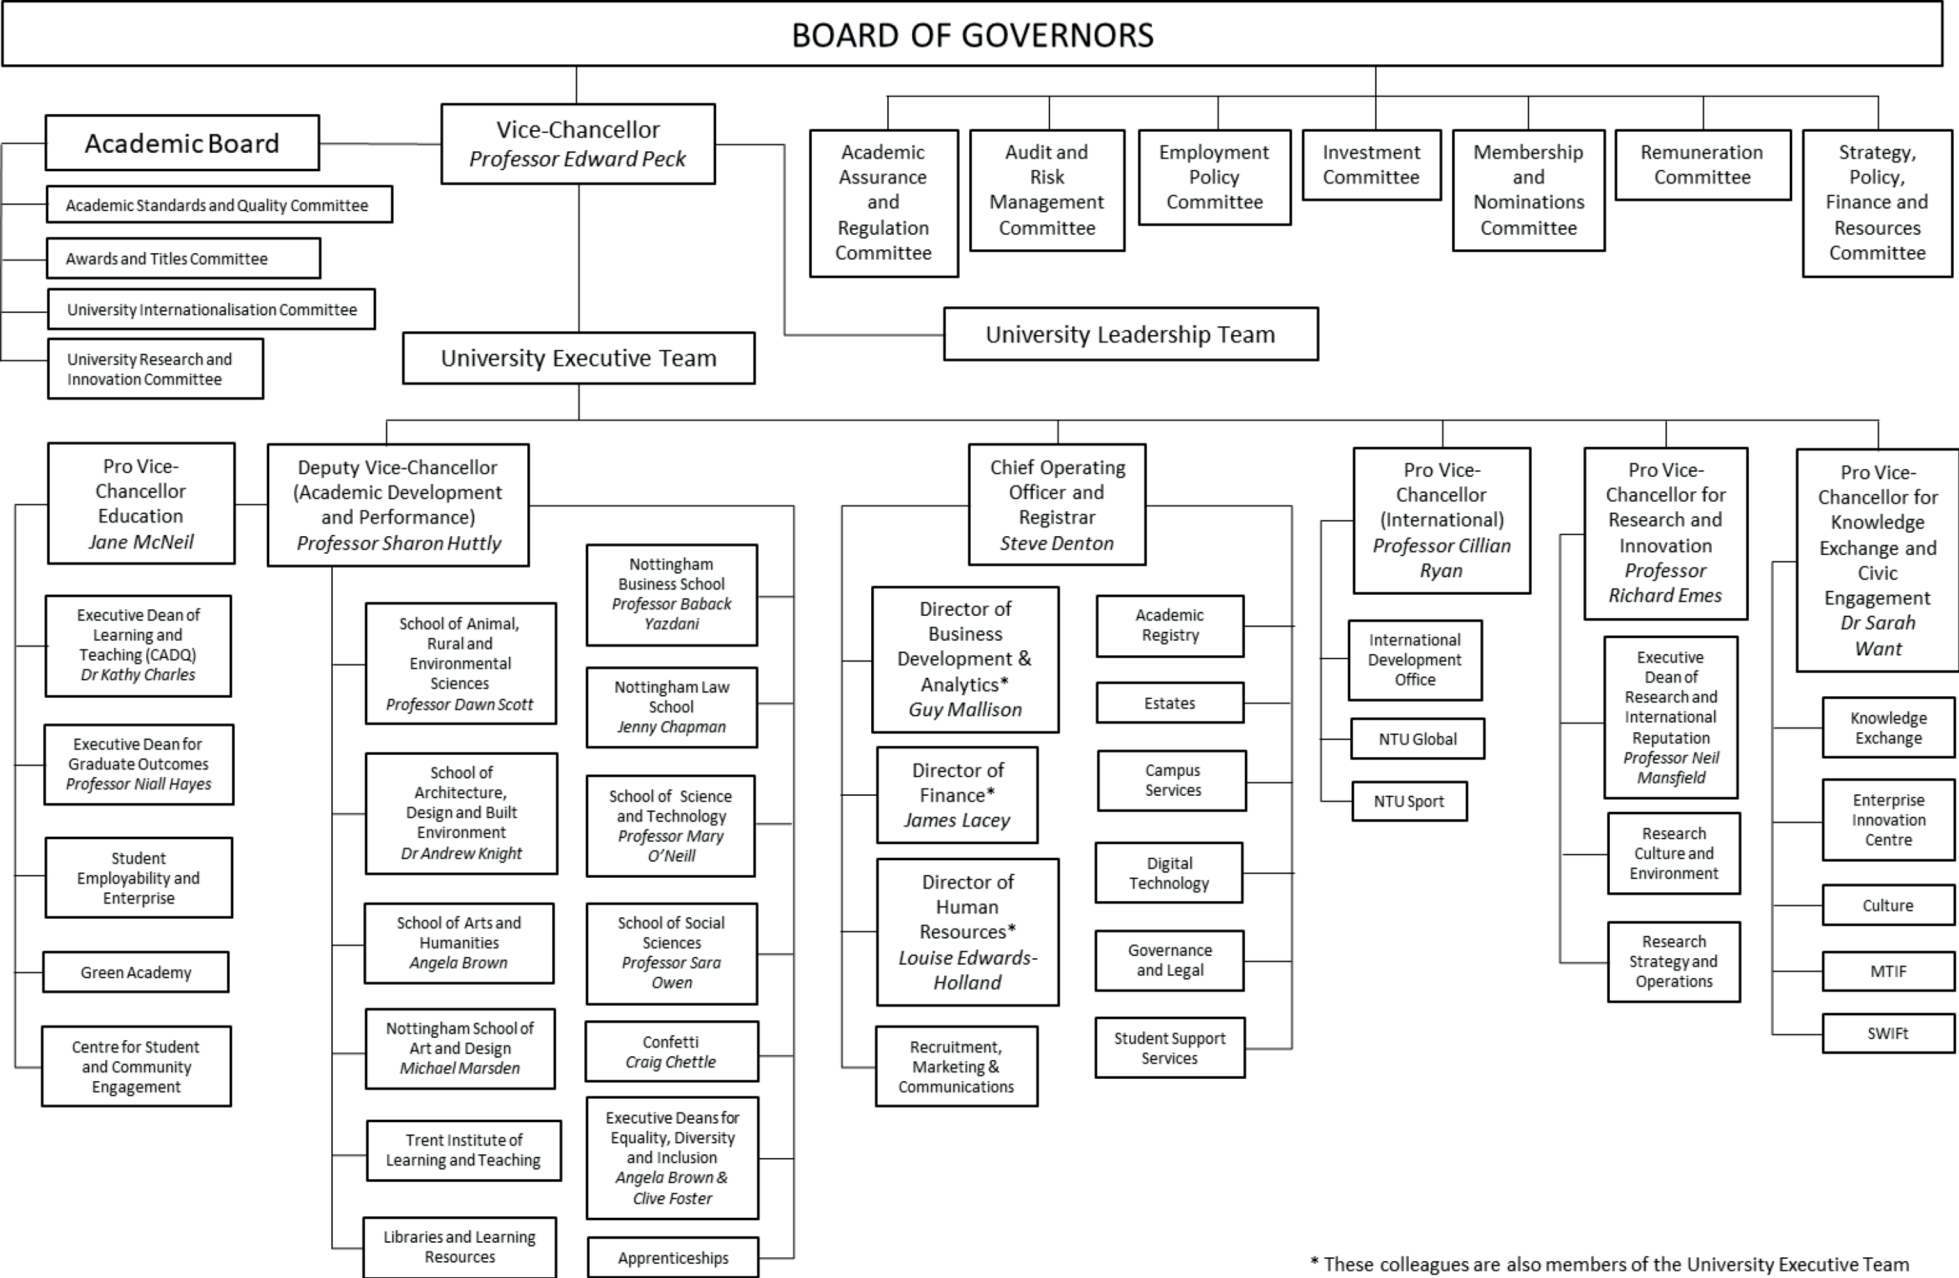 BOARD OF GOVERNORS
Vice-Chancellor
Professor Edward Peck
Academic Board
Academic Standards and Quality Committee
Awards and Titles Committee
University Internationalisation Committee
University Research and
Innovation Committee
Academic
Assurance
and
Regulation
Committee
Audit and
Risk
Management
Committee
Employment
Policy
Committee
Investment
Committee
Membership
and
Nominations
Committee
Remuneration
Committee
Strategy,
Policy,
Finance and
Resources
Committee
University Leadership Team
University Executive Team
Pro Vice-
Chancellor
Education
Jane McNeil
Executive Dean of
Learning and
Teaching (CADQ)
Dr Kathy Charles
Executive Dean for
Graduate Outcomes
Professor Niall Hayes
Student
Employability and
Enterprise
Green Academy
Centre for Student
and Community
Engagement
Deputy Vice-Chancellor
(Academic Development
and Performance)
Professor Sharon Huttly
School of Animal,
Rural and
Environmental
Sciences
Professor Dawn Scott
School of
Architecture,
Design and Built
Environment
Dr Andrew Knight
School of Arts and
Humanities
Angela Brown
Nottingham School of
Art and Design
Michael Marsden
Trent Institute of
Learning and Teaching
Libraries and Learning
Resources
Nottingham
Business School
Professor Baback
Yazdani
Nottingham Law
School
Jenny Chapman
School of Science
and Technology
Professor Mary
O'Neill
School of Social
Sciences
Professor Sara
Owen
Confetti
Craig Chettle
Executive Deans for
Equality, Diversity
and Inclusion
Angela Brown &
Clive Foster
Apprenticeships
Chief Operating
Officer and
Registrar
Steve Denton
Director of
Business
Development &
Analytics*
Guy Mallison
Director of
Finance*
James Lacey
Director of
Human
Resources*
Louise Edwards-
Holland
Recruitment,
Marketing &
Communications
Academic
Registry
Estates
Campus
Services
Digital
Technology
Governance
and Legal
Student Support
Services
Pro Vice-
Chancellor
(International)
Professor Cillian
Ryan
International
Development
Office
NTU Global
NTU Sport
Pro Vice-
Chancellor for
Research and
Innovation
Professor
Richard Emes
Executive
Dean of
Research and
International
Reputation
Professor Neil
Mansfield
Research
Culture and
Environment
Research
Strategy and
Operations
Pro Vice-
Chancellor for
Knowledge
Exchange and
Civic
Engagement
Dr Sarah
Want
Knowledge
Exchange
Enterprise
Innovation
Centre
Culture
MTIF
SWIFt
* These colleagues are also members of the University Executive Team